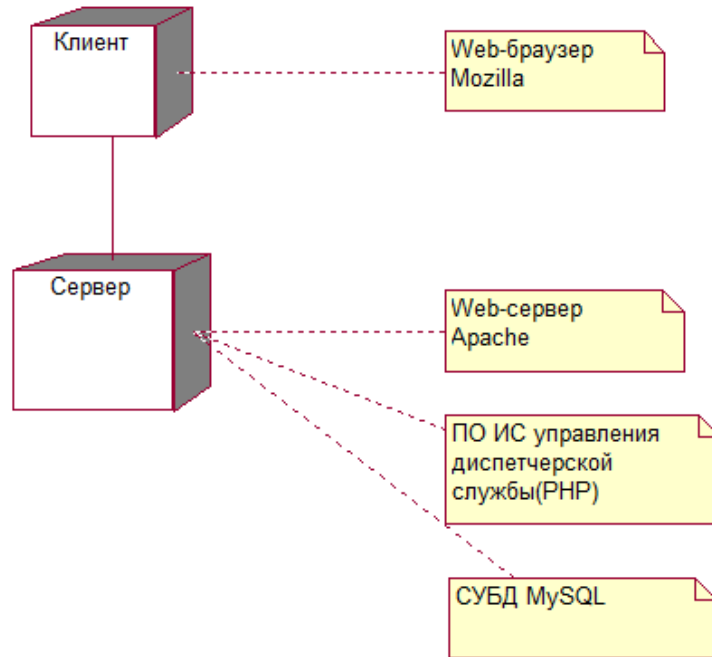 Клиент
Web-браузер
Mozilla
Сервер
Web-сервер
Apache
ПО ИС управления
диспетчерской
службы(PHP)
СУБД MySQL